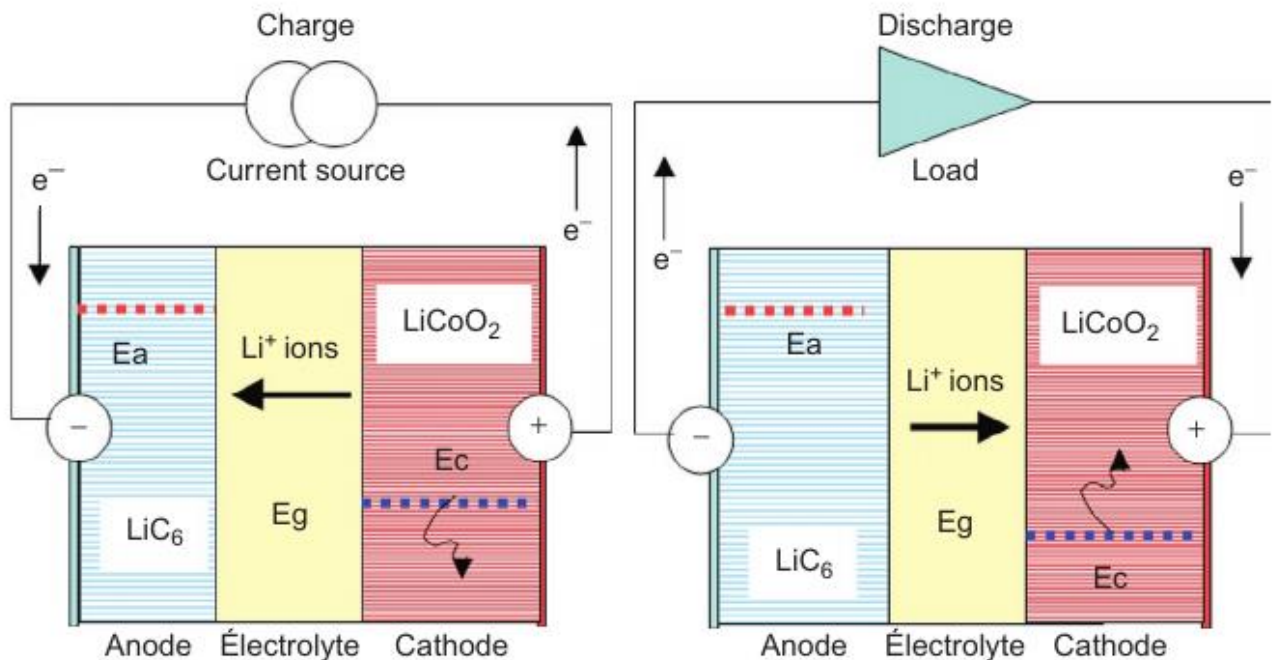 Charge
Current source
e⁻
e⁻
Ea
Li⁺ ions
LiCoO₂
−
+
Ec
Eg
LiC₆
Anode Électrolyte Cathode
Discharge
Load
e⁻
e⁻
Ea
Li⁺ ions
LiCoO₂
−
+
Eg
LiC₆
Ec
Anode Électrolyte Cathode